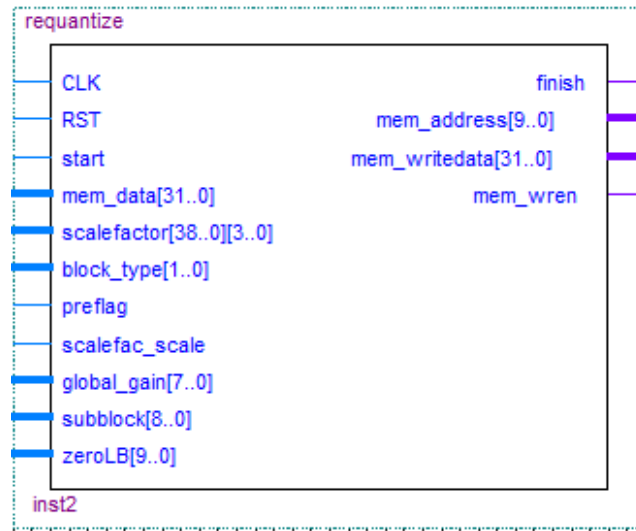 requantize
CLK finish
RST mem_address[9..0]
start mem_writedata[31..0]
mem_data[31..0] mem_wren
scalefactor[38..0][3..0]
block_type[1..0]
preflag
scalefac_scale
global_gain[7..0]
subblock[8..0]
zeroLB[9..0]
inst2